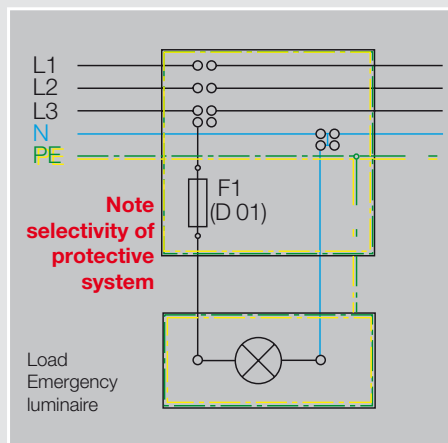 L1
L2
L3
N
PE
F1
(D 01)
Note
selectivity of
protective
system
Load
Emergency
luminaire